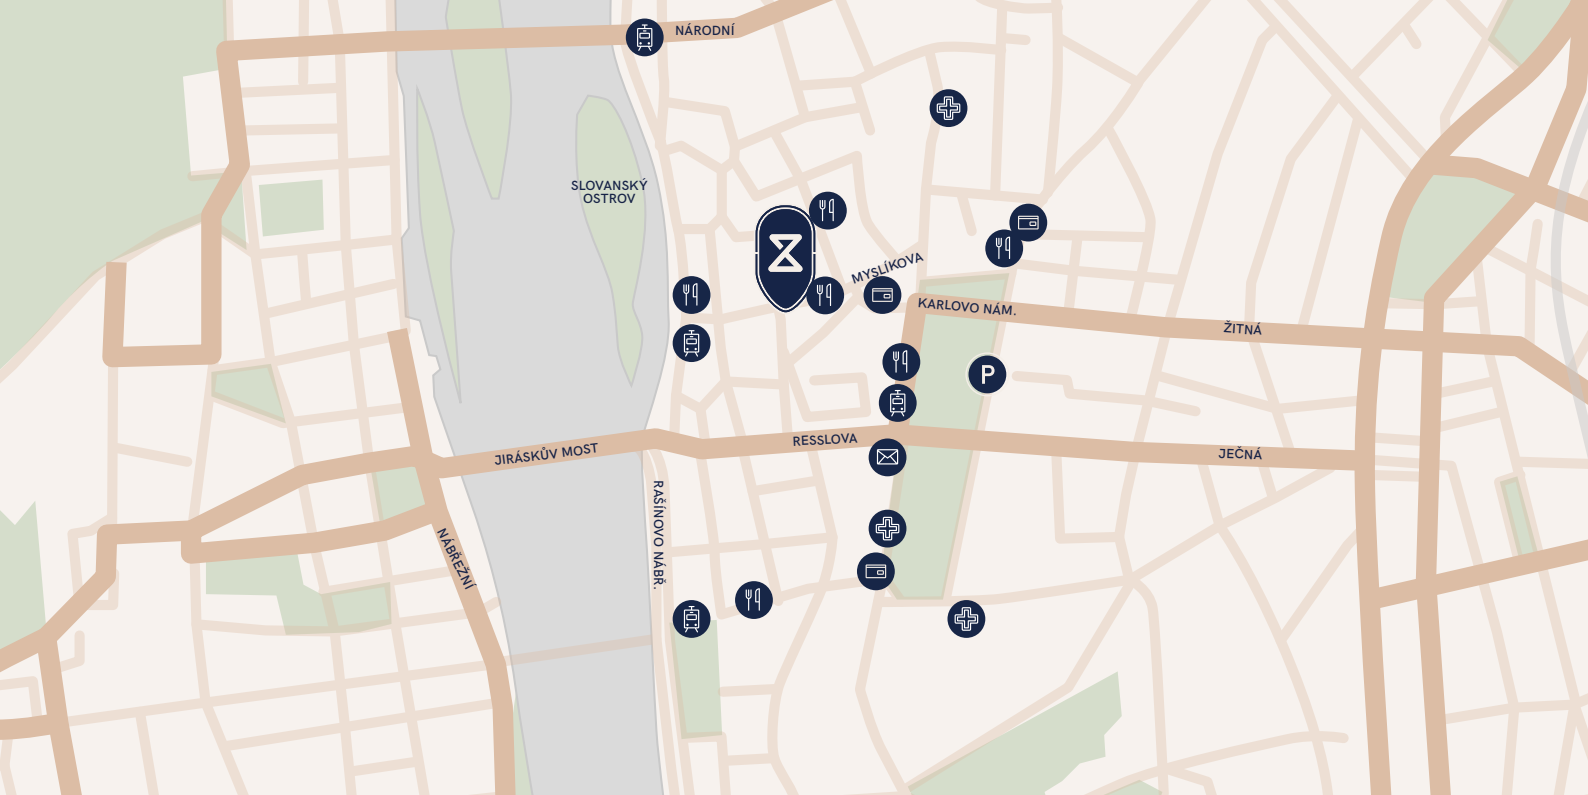 NÁRODNÍ
SLOVANSKÝ
OSTROV
MYSLÍKOVA
KARLOVO NÁM.
ŽITNÁ
P
RESSLOVA
JIRÁSKŮV MOST
JEČNÁ
RAŠÍNOVO NÁBŘ.
NÁBŘEŽNÍ